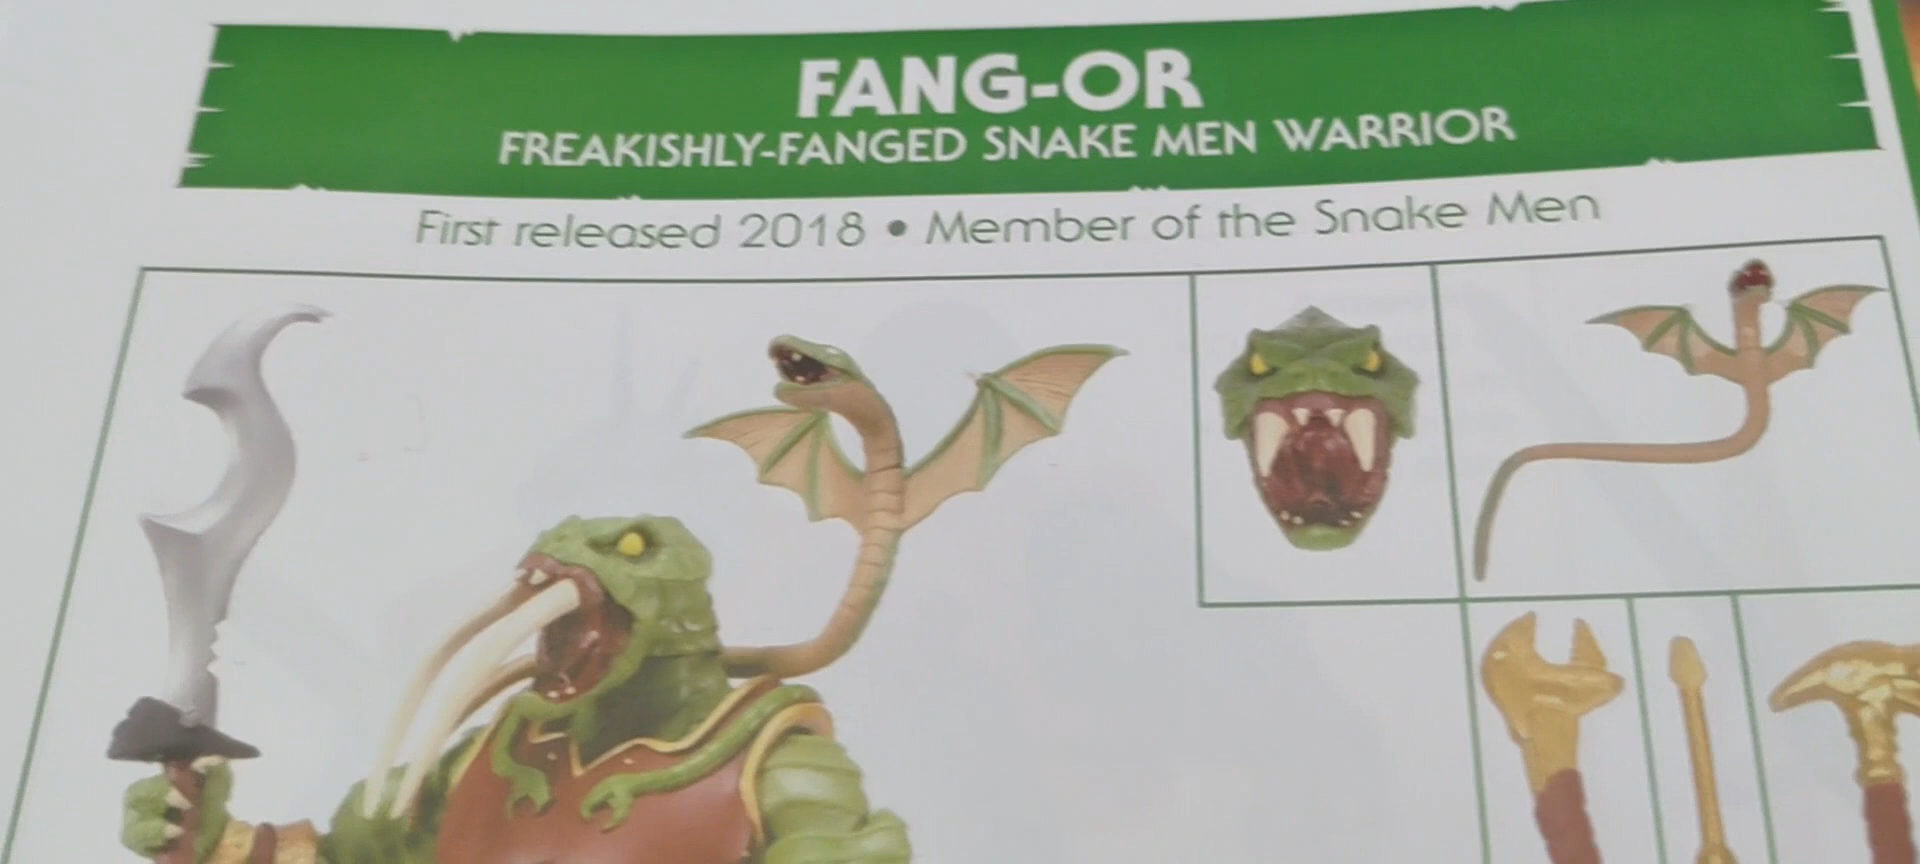 FANG-OR
FREAKISHLY-FANGED SNAKE MEN WARRIOR
First released 2018 • Member of the Snake Men